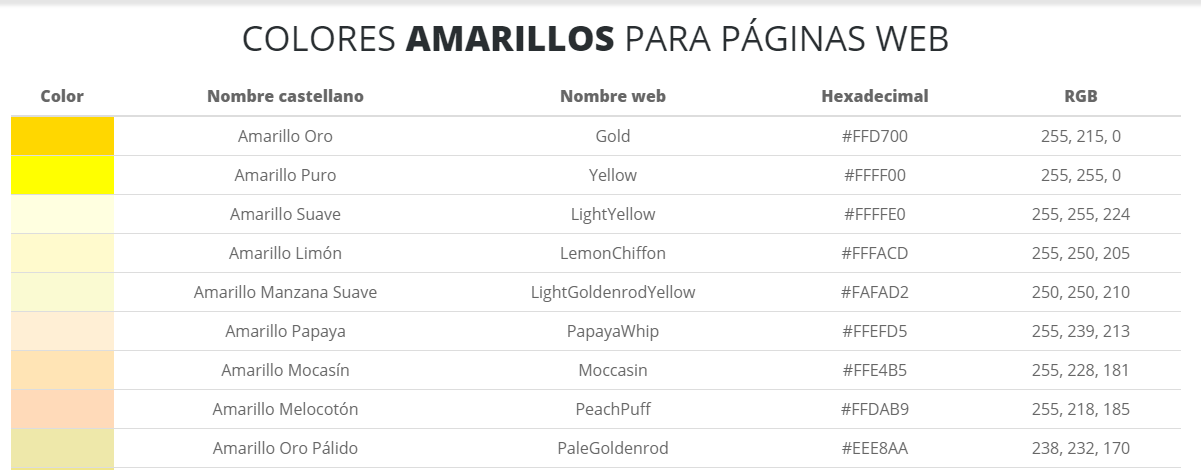 COLORES AMARILLOS PARA PÁGINAS WEB
Color Nombre castellano Nombre web Hexadecimal RGB
Amarillo Oro Gold #FFD700 255, 215, 0
Amarillo Puro Yellow #FFFF00 255, 255, 0
Amarillo Suave LightYellow #FFFFE0 255, 255, 224
Amarillo Limón LemonChiffon #FFFACD 255, 250, 205
Amarillo Manzana Suave LightGoldenrodYellow #FAFAD2 250, 250, 210
Amarillo Papaya PapayaWhip #FFEFD5 255, 239, 213
Amarillo Mocasín Moccasin #FFE4B5 255, 228, 181
Amarillo Melocotón PeachPuff #FFDAB9 255, 218, 185
Amarillo Oro Pálido PaleGoldenrod #EEE8AA 238, 232, 170